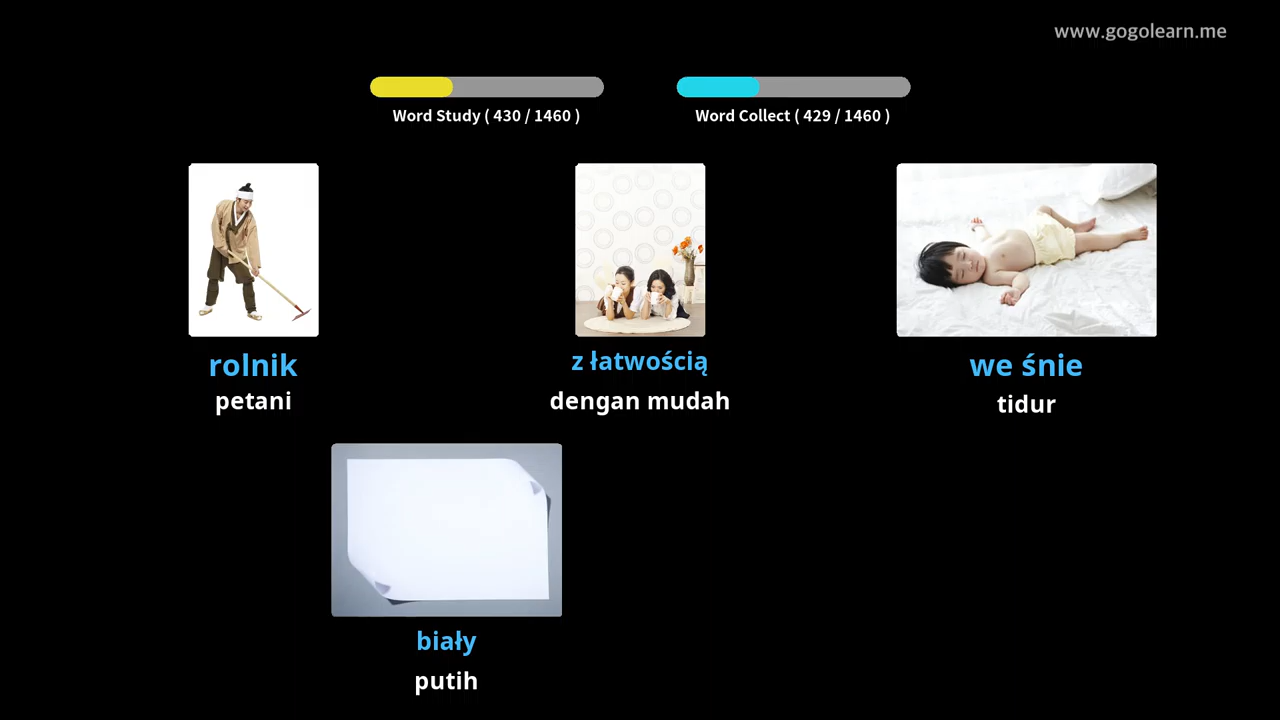 www.gogolearn.me
Word Study ( 430 / 1460 )
Word Collect ( 429 / 1460 )
rolnik
petani
z łatwością
dengan mudah
we śnie
tidur
biały
putih